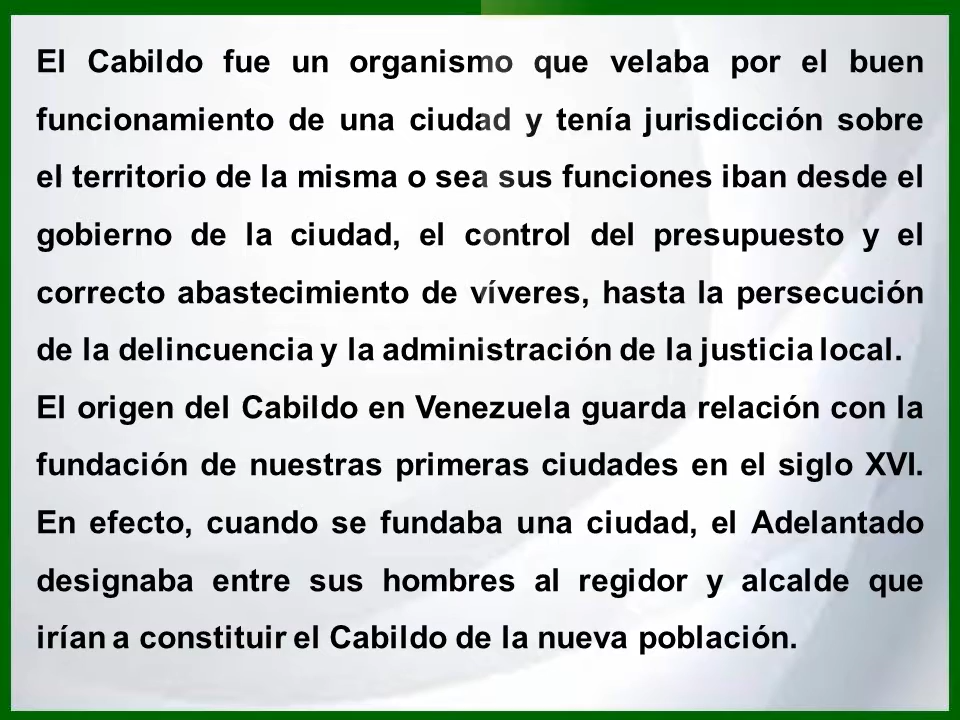 El Cabildo fue un organismo que velaba por el buen
funcionamiento de una ciudad y tenía jurisdicción sobre
el territorio de la misma o sea sus funciones iban desde el
gobierno de la ciudad, el control del presupuesto y el
correcto abastecimiento de víveres, hasta la persecución
de la delincuencia y la administración de la justicia local.
El origen del Cabildo en Venezuela guarda relación con la
fundación de nuestras primeras ciudades en el siglo XVI.
En efecto, cuando se fundaba una ciudad, el Adelantado
designaba entre sus hombres al regidor y alcalde que
irían a constituir el Cabildo de la nueva población.